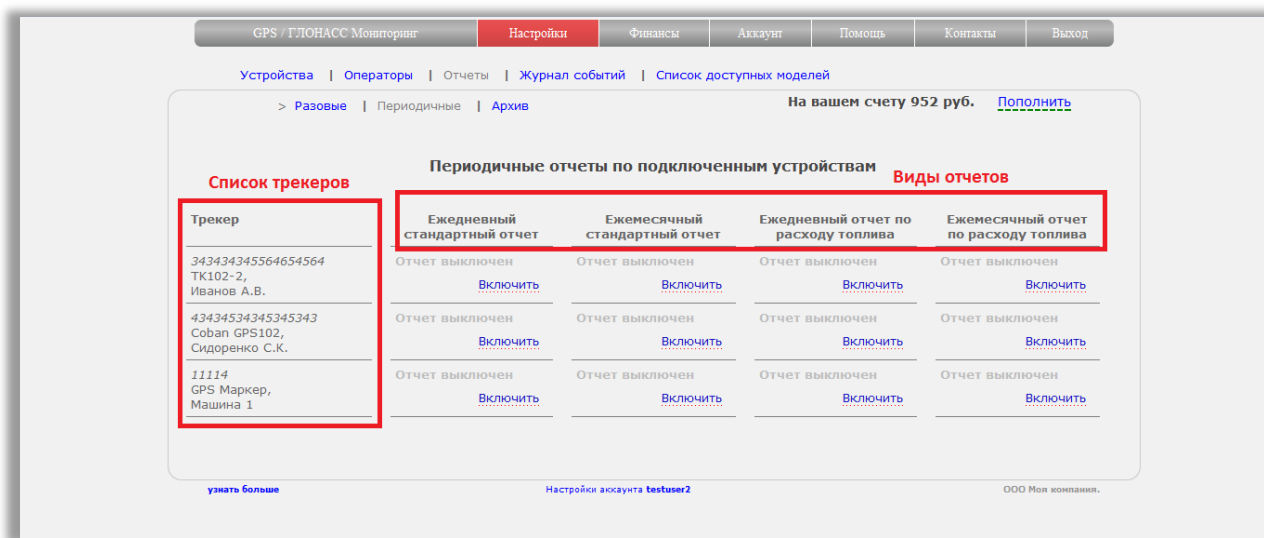 GPS / ГЛОНАСС Мониторинг Настройки Финансы Аккаунт Помощь Контакты Выход
Устройства | Операторы | Отчеты | Журнал событий | Список доступных моделей
> Разовые | Периодичные | Архив На вашем счету 952 руб. Пополнить
Периодичные отчеты по подключенным устройствам
Список трекеров Виды отчетов
Трекер Ежедневный Ежемесячный Ежедневный отчет по Ежемесячный отчет
стандартный отчет стандартный отчет расходу топлива по расходу топлива
343434345564654564 Отчет выключен Отчет выключен Отчет выключен Отчет выключен
TK102-2,
Включить Включить Включить Включить
Иванов А.В.
43434534345345343 Отчет выключен Отчет выключен Отчет выключен Отчет выключен
Coban GPS102,
Включить Включить Включить Включить
Сидоренко С.К.
11114 Отчет выключен Отчет выключен Отчет выключен Отчет выключен
GPS Маркер,
Включить Включить Включить Включить
Машина 1
узнать больше Настройки аккаунта testuser2 ООО Моя компания.